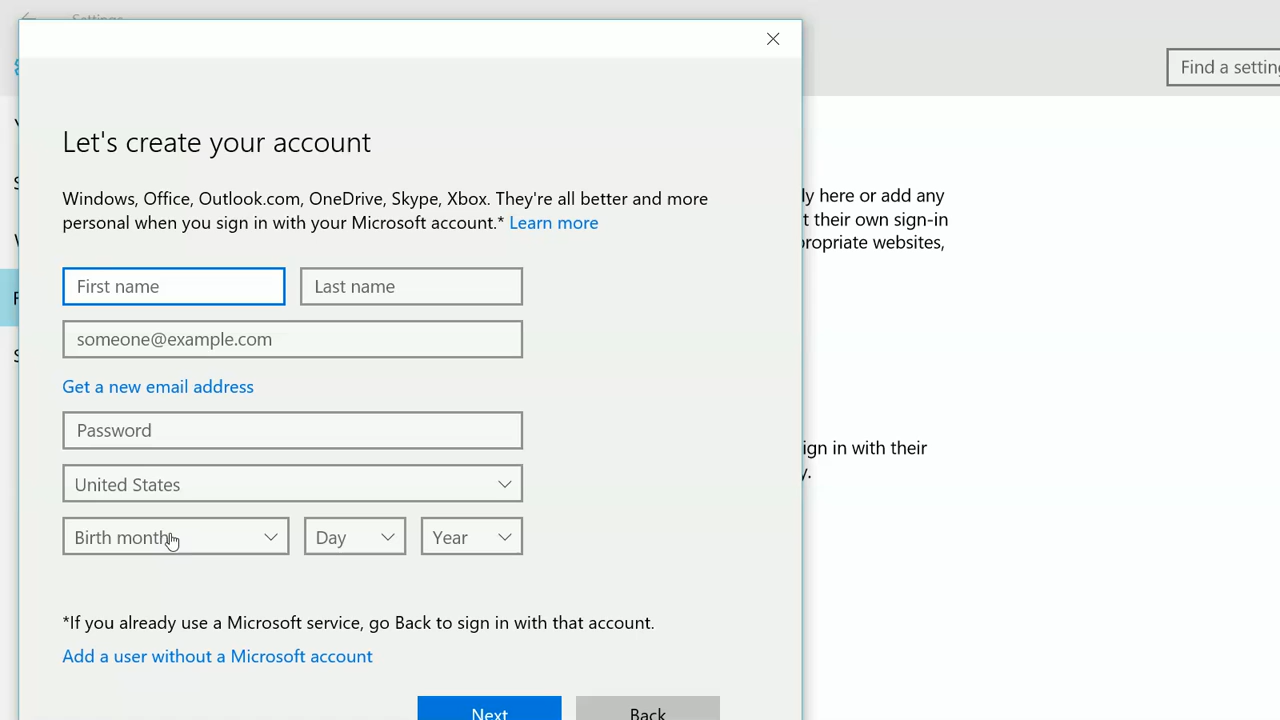 Settings
Find a setting
Let's create your account
Windows, Office, Outlook.com, OneDrive, Skype, Xbox. They're all better and more
personal when you sign in with your Microsoft account.* Learn more
ly here or add any
t their own sign-in
propriate websites,
First name
Last name
someone@example.com
Get a new email address
Password
ign in with their
y.
United States
Birth month
Day
Year
*If you already use a Microsoft service, go Back to sign in with that account.
Add a user without a Microsoft account
Next
Back